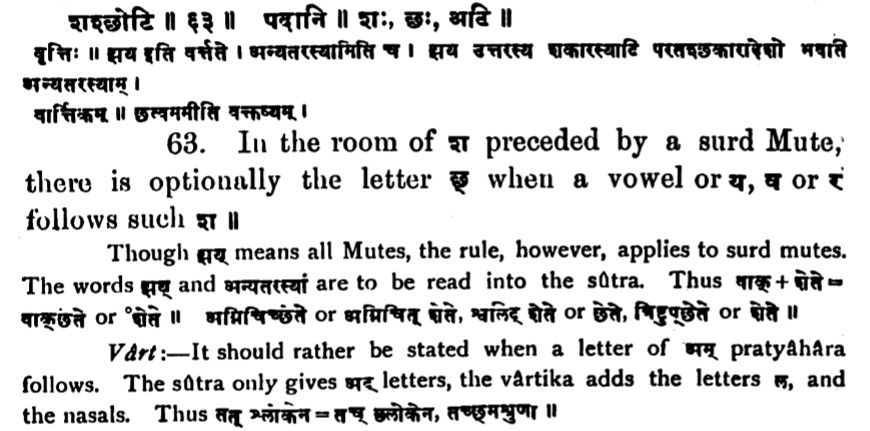 शश्छोटि ॥ ६३ ॥ पदानि ॥ शः, छः, अटि ॥
वृत्तिः ॥ झय इति वर्त्तते । अन्यतरस्यामिति च । झय उत्तरस्य शकारस्याटि परतश्छकारादेशो भवति
अन्यतरस्याम् ।
वार्त्तिकम् ॥ छत्वममीति वक्तव्यम् ।
63. In the room of श preceded by a surd Mute,
there is optionally the letter छ् when a vowel or य, व or र
follows such श ॥
Though झय् means all Mutes, the rule, however, applies to surd mutes.
The words झय् and अन्यतरस्यां are to be read into the sûtra. Thus वाक् + शेते =
वाक्छेते or °शेते ॥ अग्निचिच्छेते or अग्निचित् शेते, श्वलिट् शेते or छेते, त्रिष्टुप्छेते or शेते ॥
Vârt:—It should rather be stated when a letter of अम् pratyâhâra
follows. The sûtra only gives अट् letters, the vârtika adds the letters ल, and
the nasals. Thus तत् श्लोकेन = तच् छ्लोकेन, तच्छ्मश्रुणा ॥